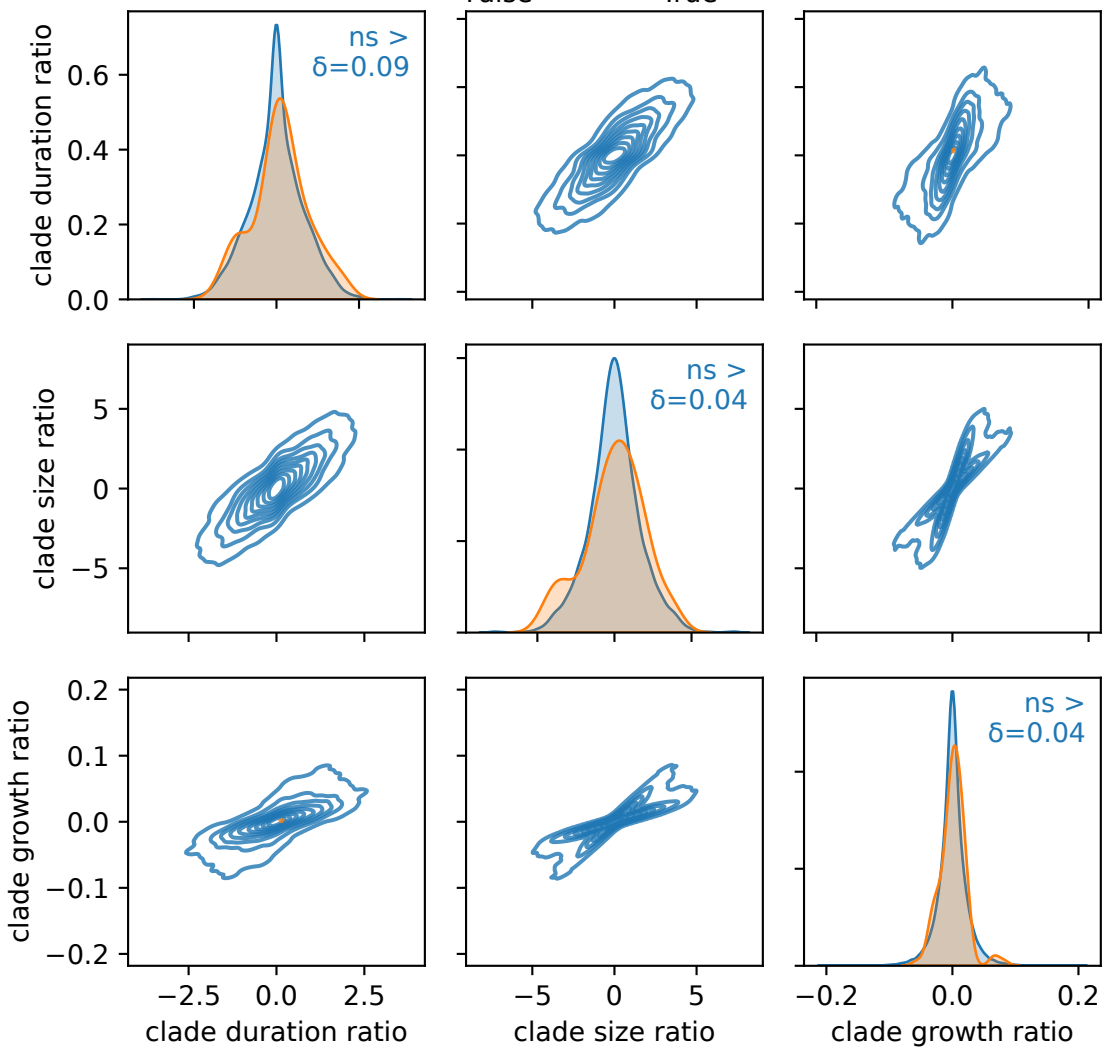 clade duration ratio
0.6
0.4
0.2
0.0
ns >
δ=0.09
clade size ratio
5
0
−5
ns >
δ=0.04
clade growth ratio
0.2
0.1
0.0
−0.1
−0.2
ns >
δ=0.04
−2.5 0.0 2.5
−5 0 5
−0.2 0.0 0.2
clade duration ratio
clade size ratio
clade growth ratio